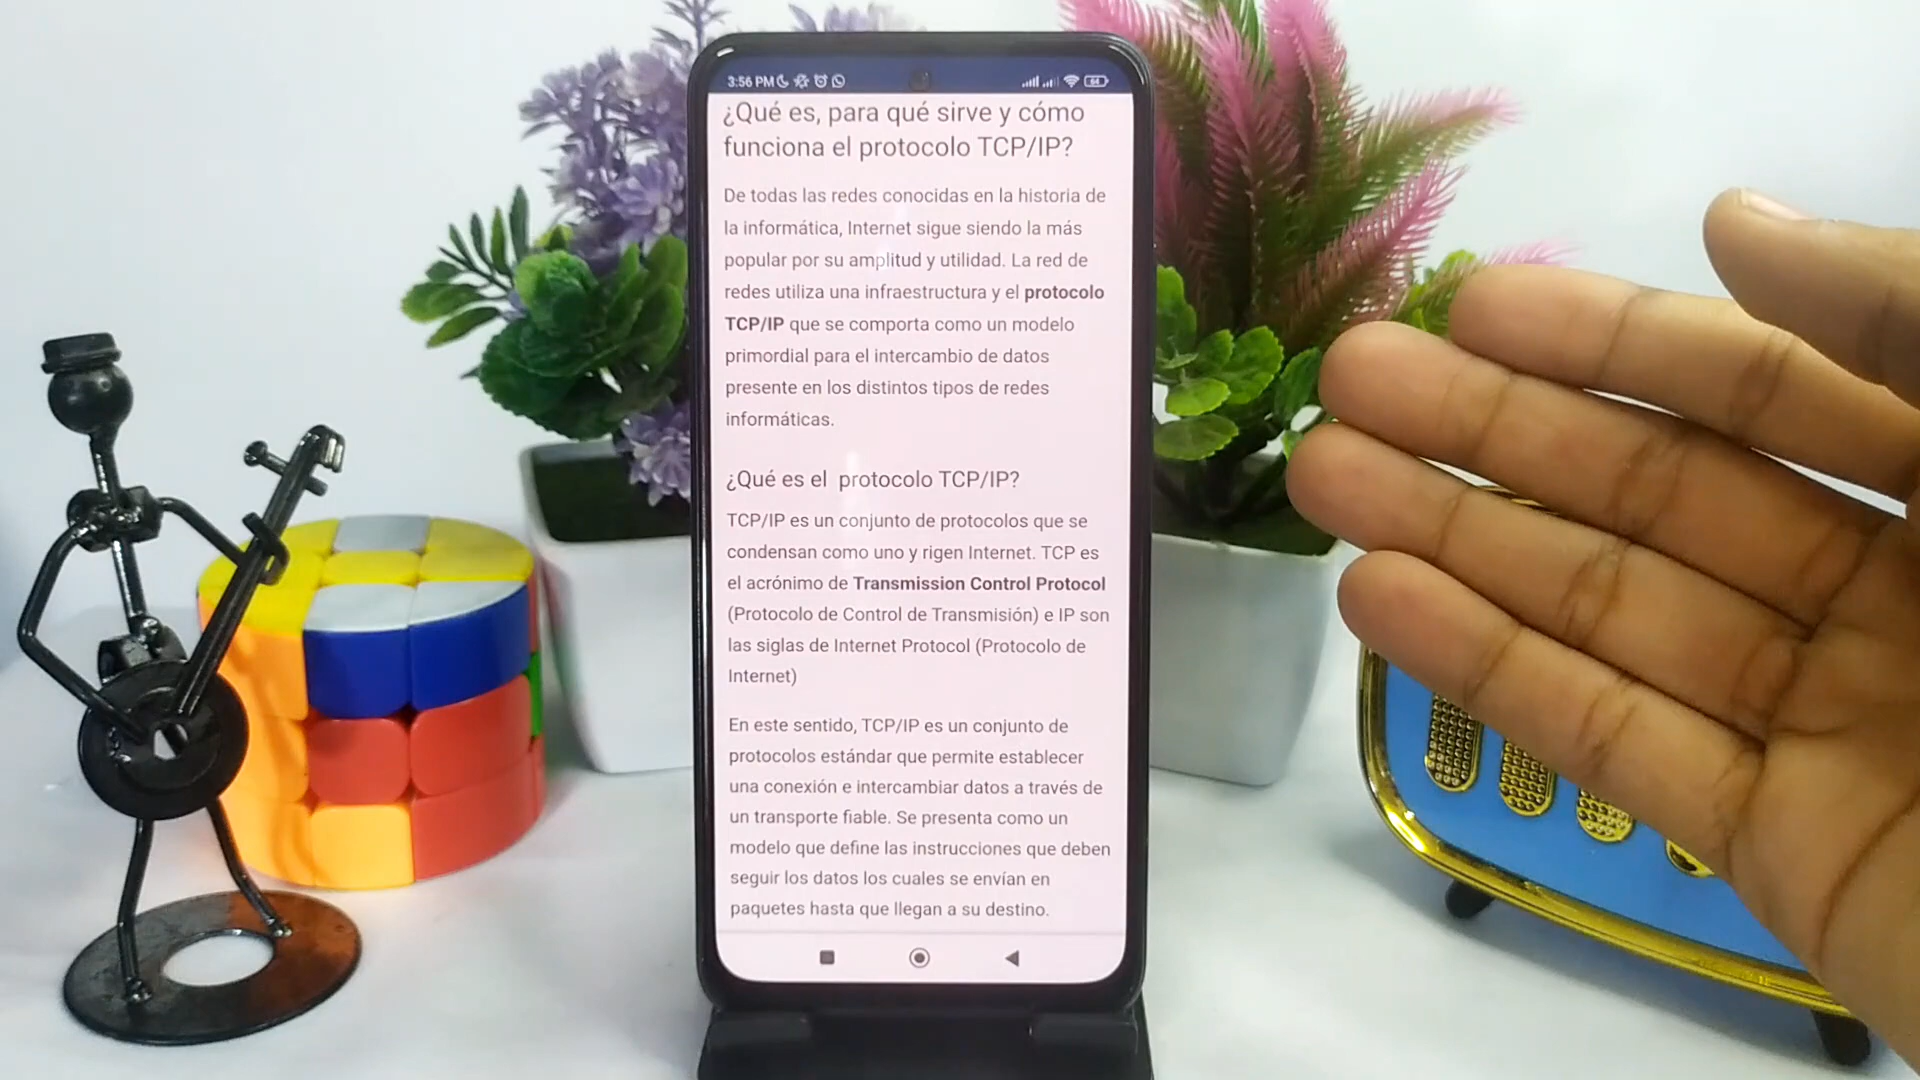 3:56 PM
64
¿Qué es, para qué sirve y cómo
funciona el protocolo TCP/IP?
De todas las redes conocidas en la historia de
la informática, Internet sigue siendo la más
popular por su amplitud y utilidad. La red de
redes utiliza una infraestructura y el protocolo
TCP/IP que se comporta como un modelo
primordial para el intercambio de datos
presente en los distintos tipos de redes
informáticas.
¿Qué es el protocolo TCP/IP?
TCP/IP es un conjunto de protocolos que se
condensan como uno y rigen Internet. TCP es
el acrónimo de Transmission Control Protocol
(Protocolo de Control de Transmisión) e IP son
las siglas de Internet Protocol (Protocolo de
Internet)
En este sentido, TCP/IP es un conjunto de
protocolos estándar que permite establecer
una conexión e intercambiar datos a través de
un transporte fiable. Se presenta como un
modelo que define las instrucciones que deben
seguir los datos los cuales se envían en
paquetes hasta que llegan a su destino.